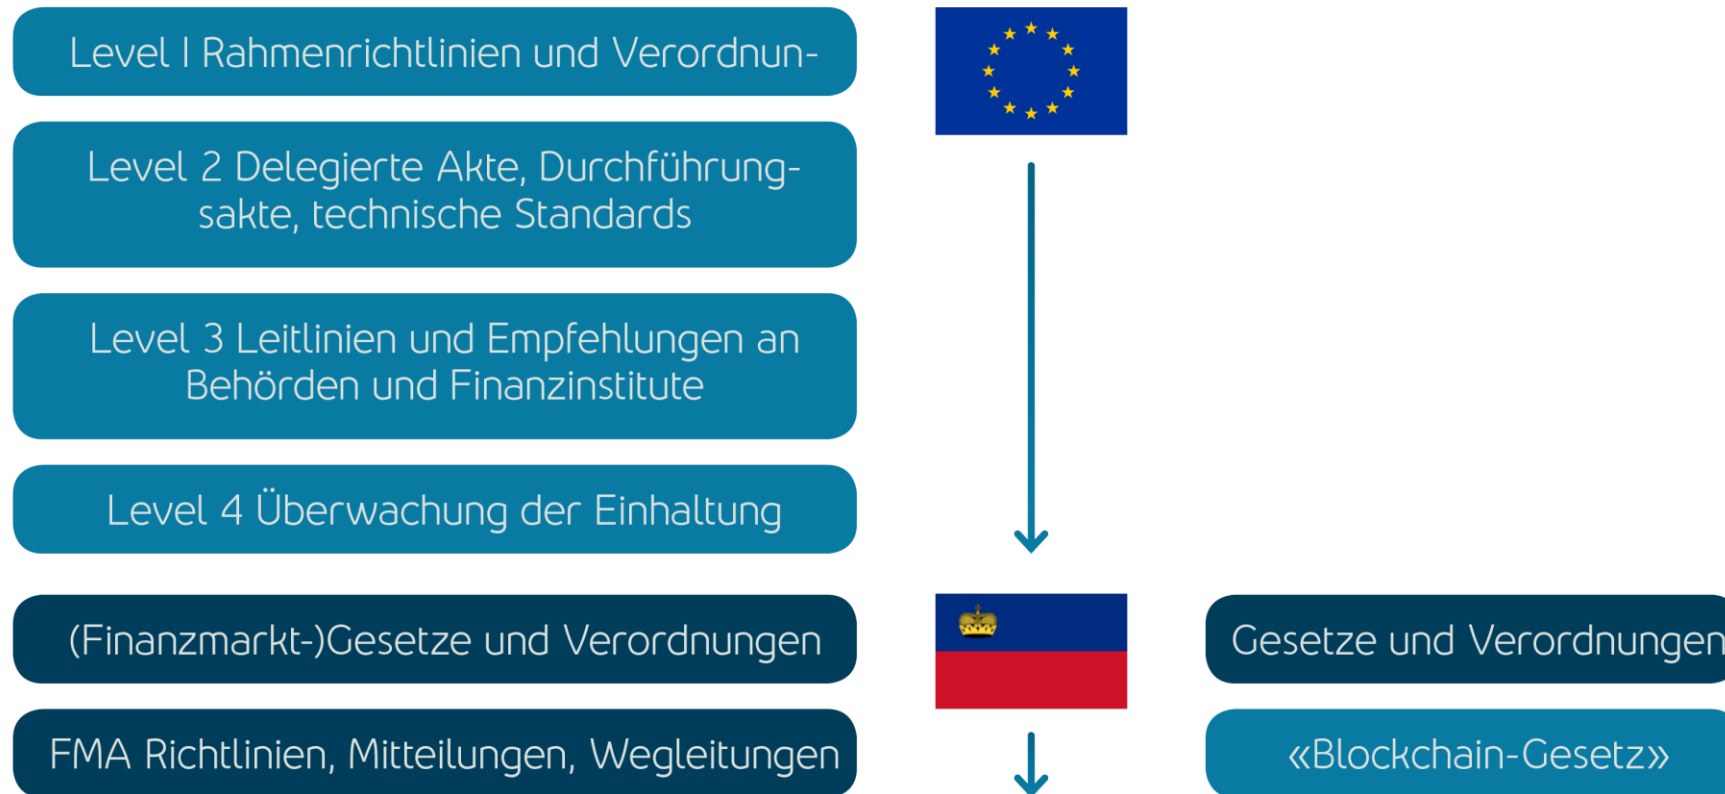 Level I Rahmenrichtlinien und Verordnun-
Level 2 Delegierte Akte, Durchführung-
sakte, technische Standards
Level 3 Leitlinien und Empfehlungen an
Behörden und Finanzinstitute
Level 4 Überwachung der Einhaltung
(Finanzmarkt-)Gesetze und Verordnungen
Gesetze und Verordnungen
FMA Richtlinien, Mitteilungen, Wegleitungen
«Blockchain-Gesetz»